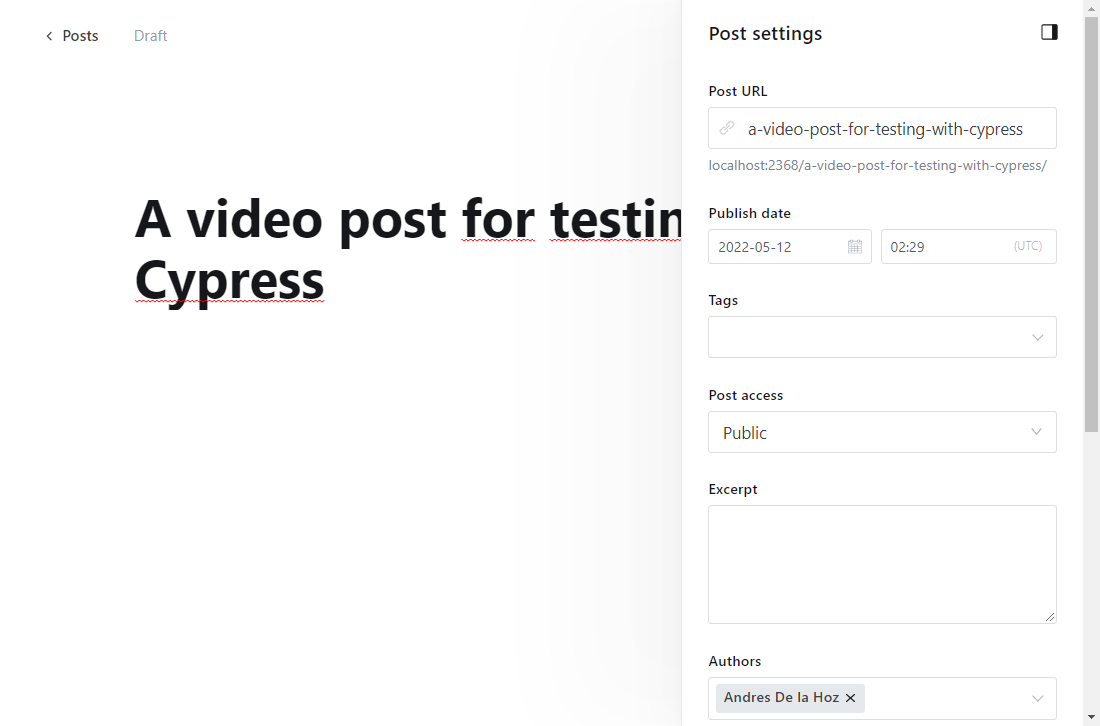 Posts
Draft
A video post for testin
Cypress
Post settings
Post URL
a-video-post-for-testing-with-cypress
localhost:2368/a-video-post-for-testing-with-cypress/
Publish date
2022-05-12
02:29 (UTC)
Tags
Post access
Public
Excerpt
Authors
Andres De la Hoz ×